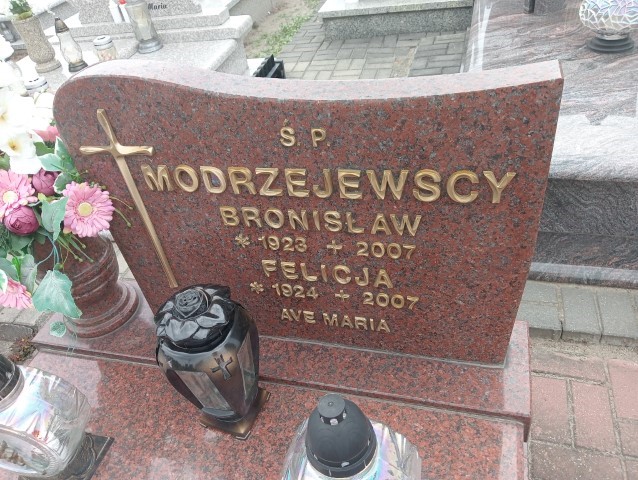 Ś. P.
MODRZEJEWSCY
BRONISŁAW
* 1923 + 2007
FELICJA
* 1924 + 2007
AVE MARIA